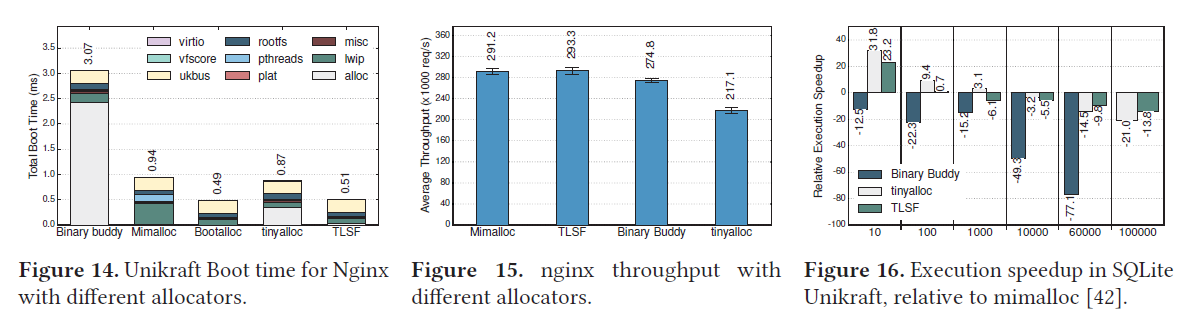 Total Boot Time (ms)
3.5
3.0
2.5
2.0
1.5
1.0
0.5
0.0
virtio
vfscore
ukbus
rootfs
pthreads
plat
misc
lwip
alloc
3.07
0.94
0.49
0.87
0.51
Binary buddy Mimalloc Bootalloc tinyalloc TLSF
Figure 14. Unikraft Boot time for Nginx
with different allocators.
Average Throughput (x1000 req/s)
360
320
280
240
200
160
120
80
40
0
291.2
293.3
274.8
217.1
Mimalloc TLSF Binary Buddy tinyalloc
Figure 15. nginx throughput with
different allocators.
Relative Execution Speedup
40
20
0
20
40
-60
-80
-100
-12.5
31.8
23.2
-22.3
9.4
0.7
-15.2
3.1
-6.1
-49.3
-3.2
-5.5
-77.1
-14.5
-9.8
-21.0
-13.8
Binary Buddy
tinyalloc
TLSF
10 100 1000 10000 60000 100000
Figure 16. Execution speedup in SQLite
Unikraft, relative to mimalloc [42].